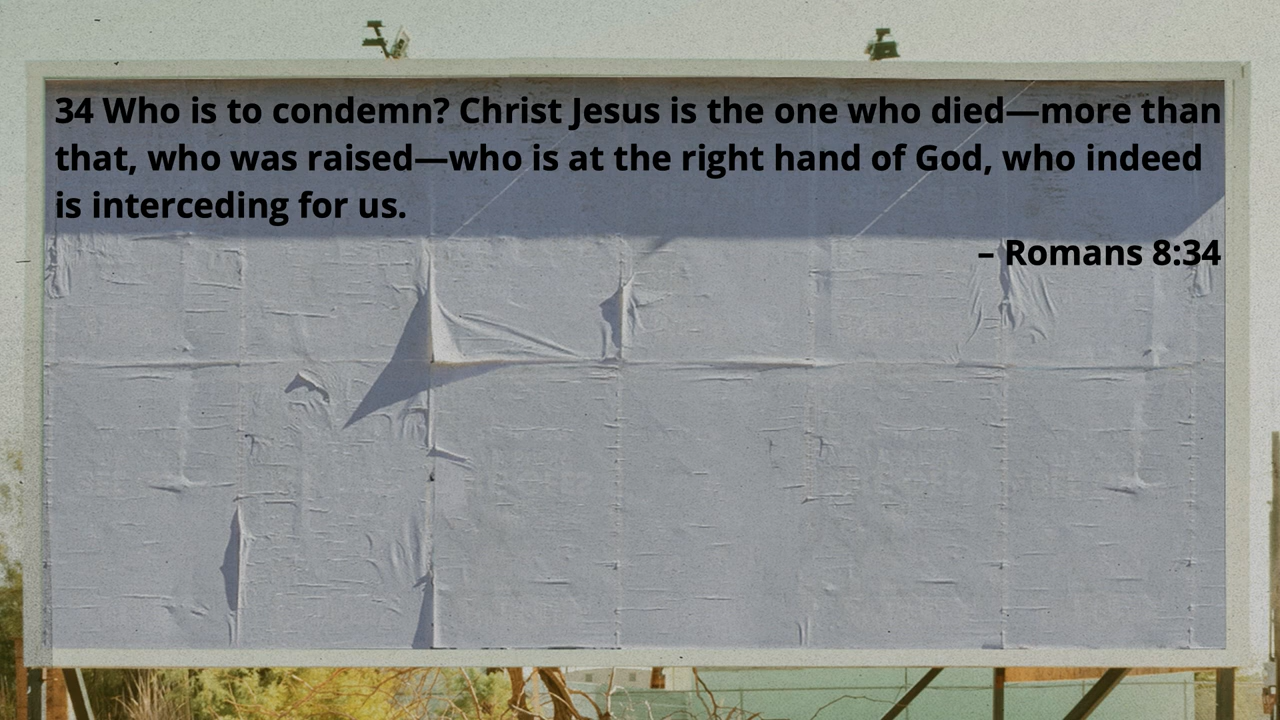 34 Who is to condemn? Christ Jesus is the one who died—more than
that, who was raised—who is at the right hand of God, who indeed
is interceding for us.
– Romans 8:34